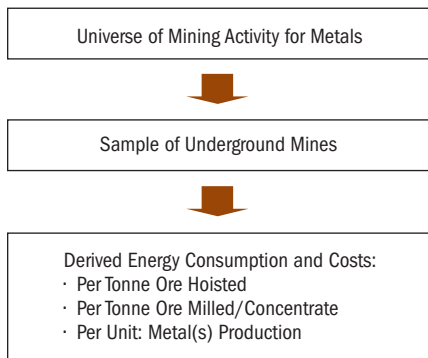 Universe of Mining Activity for Metals
Sample of Underground Mines
Derived Energy Consumption and Costs:
· Per Tonne Ore Hoisted
· Per Tonne Ore Milled/Concentrate
· Per Unit: Metal(s) Production